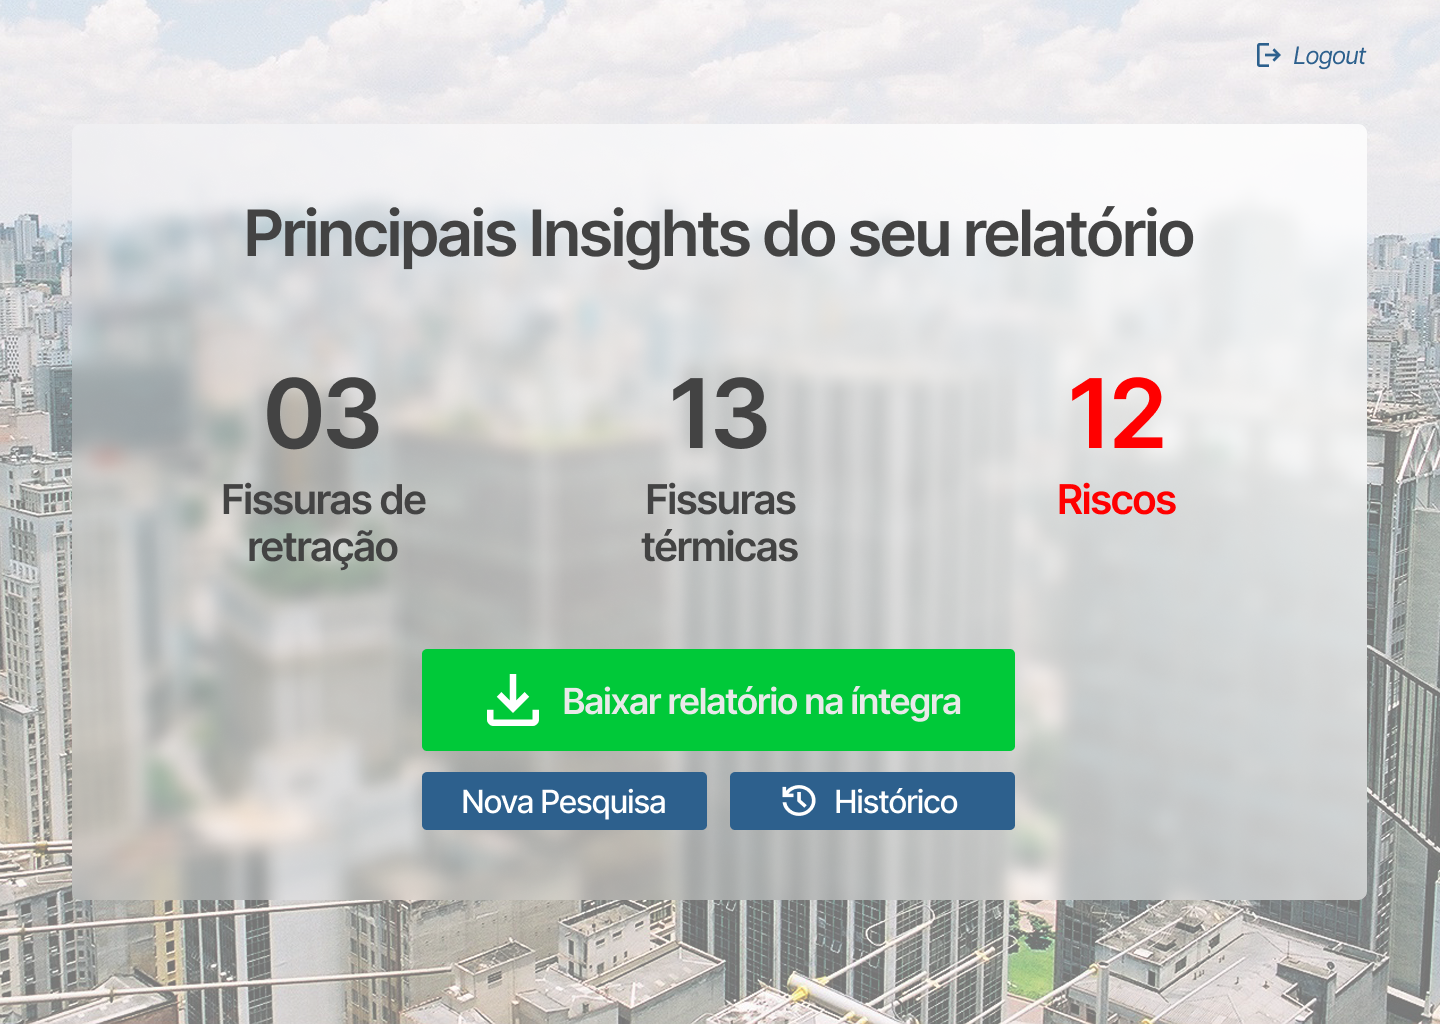 Logout
Principais Insights do seu relatório
03
Fissuras de
retração
13
Fissuras
térmicas
12
Riscos
Baixar relatório na íntegra
Nova Pesquisa
Histórico